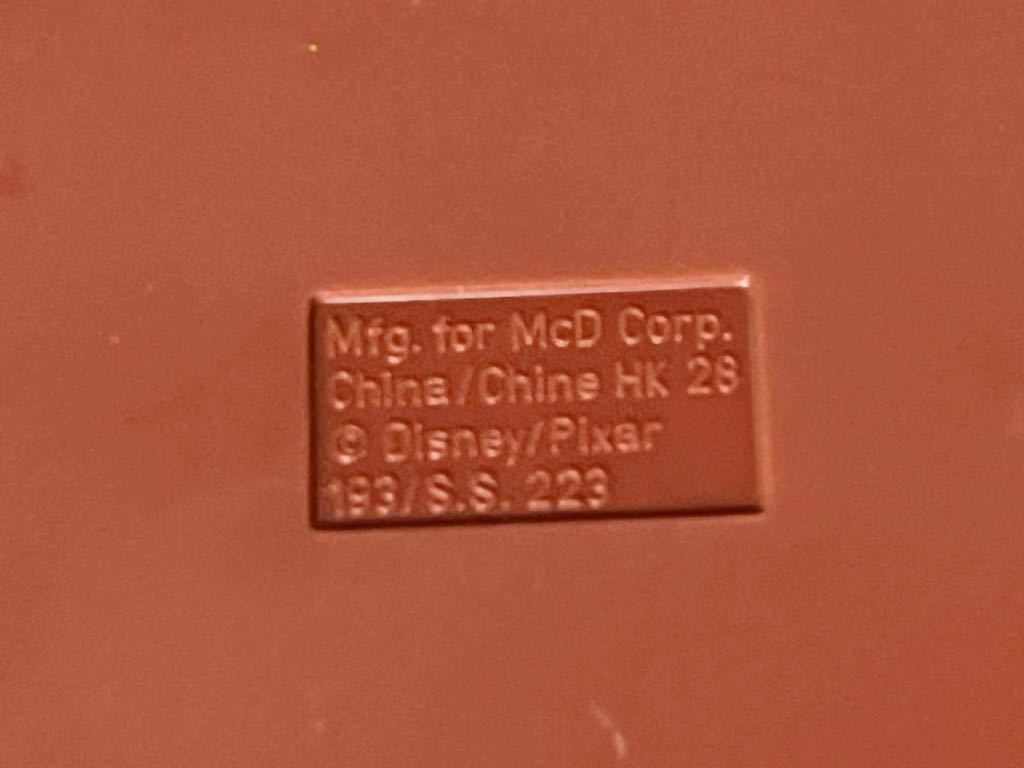 Mfg. for McD Corp.
China/Chine HK 28
© Disney/Pixar
193/S.S. 223